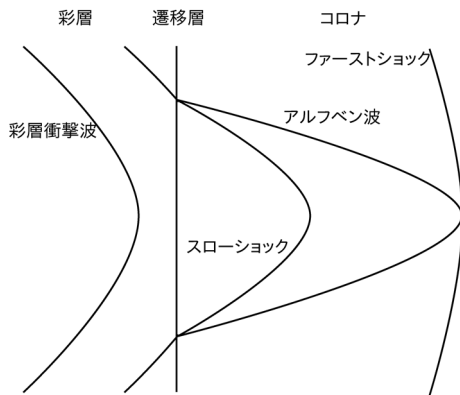 彩層
遷移層
コロナ
ファーストショック
アルフベン波
彩層衝撃波
スローショック